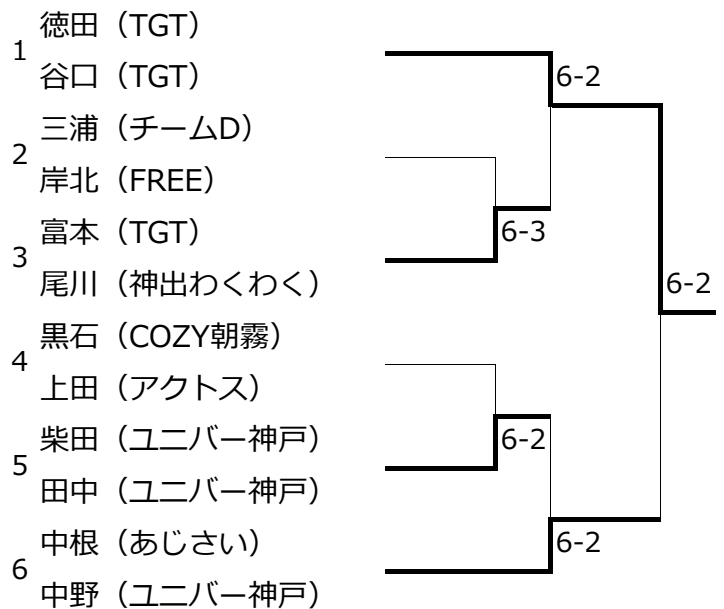 徳田（TGT）
1
谷口（TGT）
6-2
三浦（チームD）
2
岸北（FREE）
富本（TGT）
6-3
3
尾川（神出わくわく）
6-2
黒石（COZY朝霧）
4
上田（アクトス）
柴田（ユニバー神戸）
6-2
5
田中（ユニバー神戸）
中根（あじさい）
6-2
6
中野（ユニバー神戸）